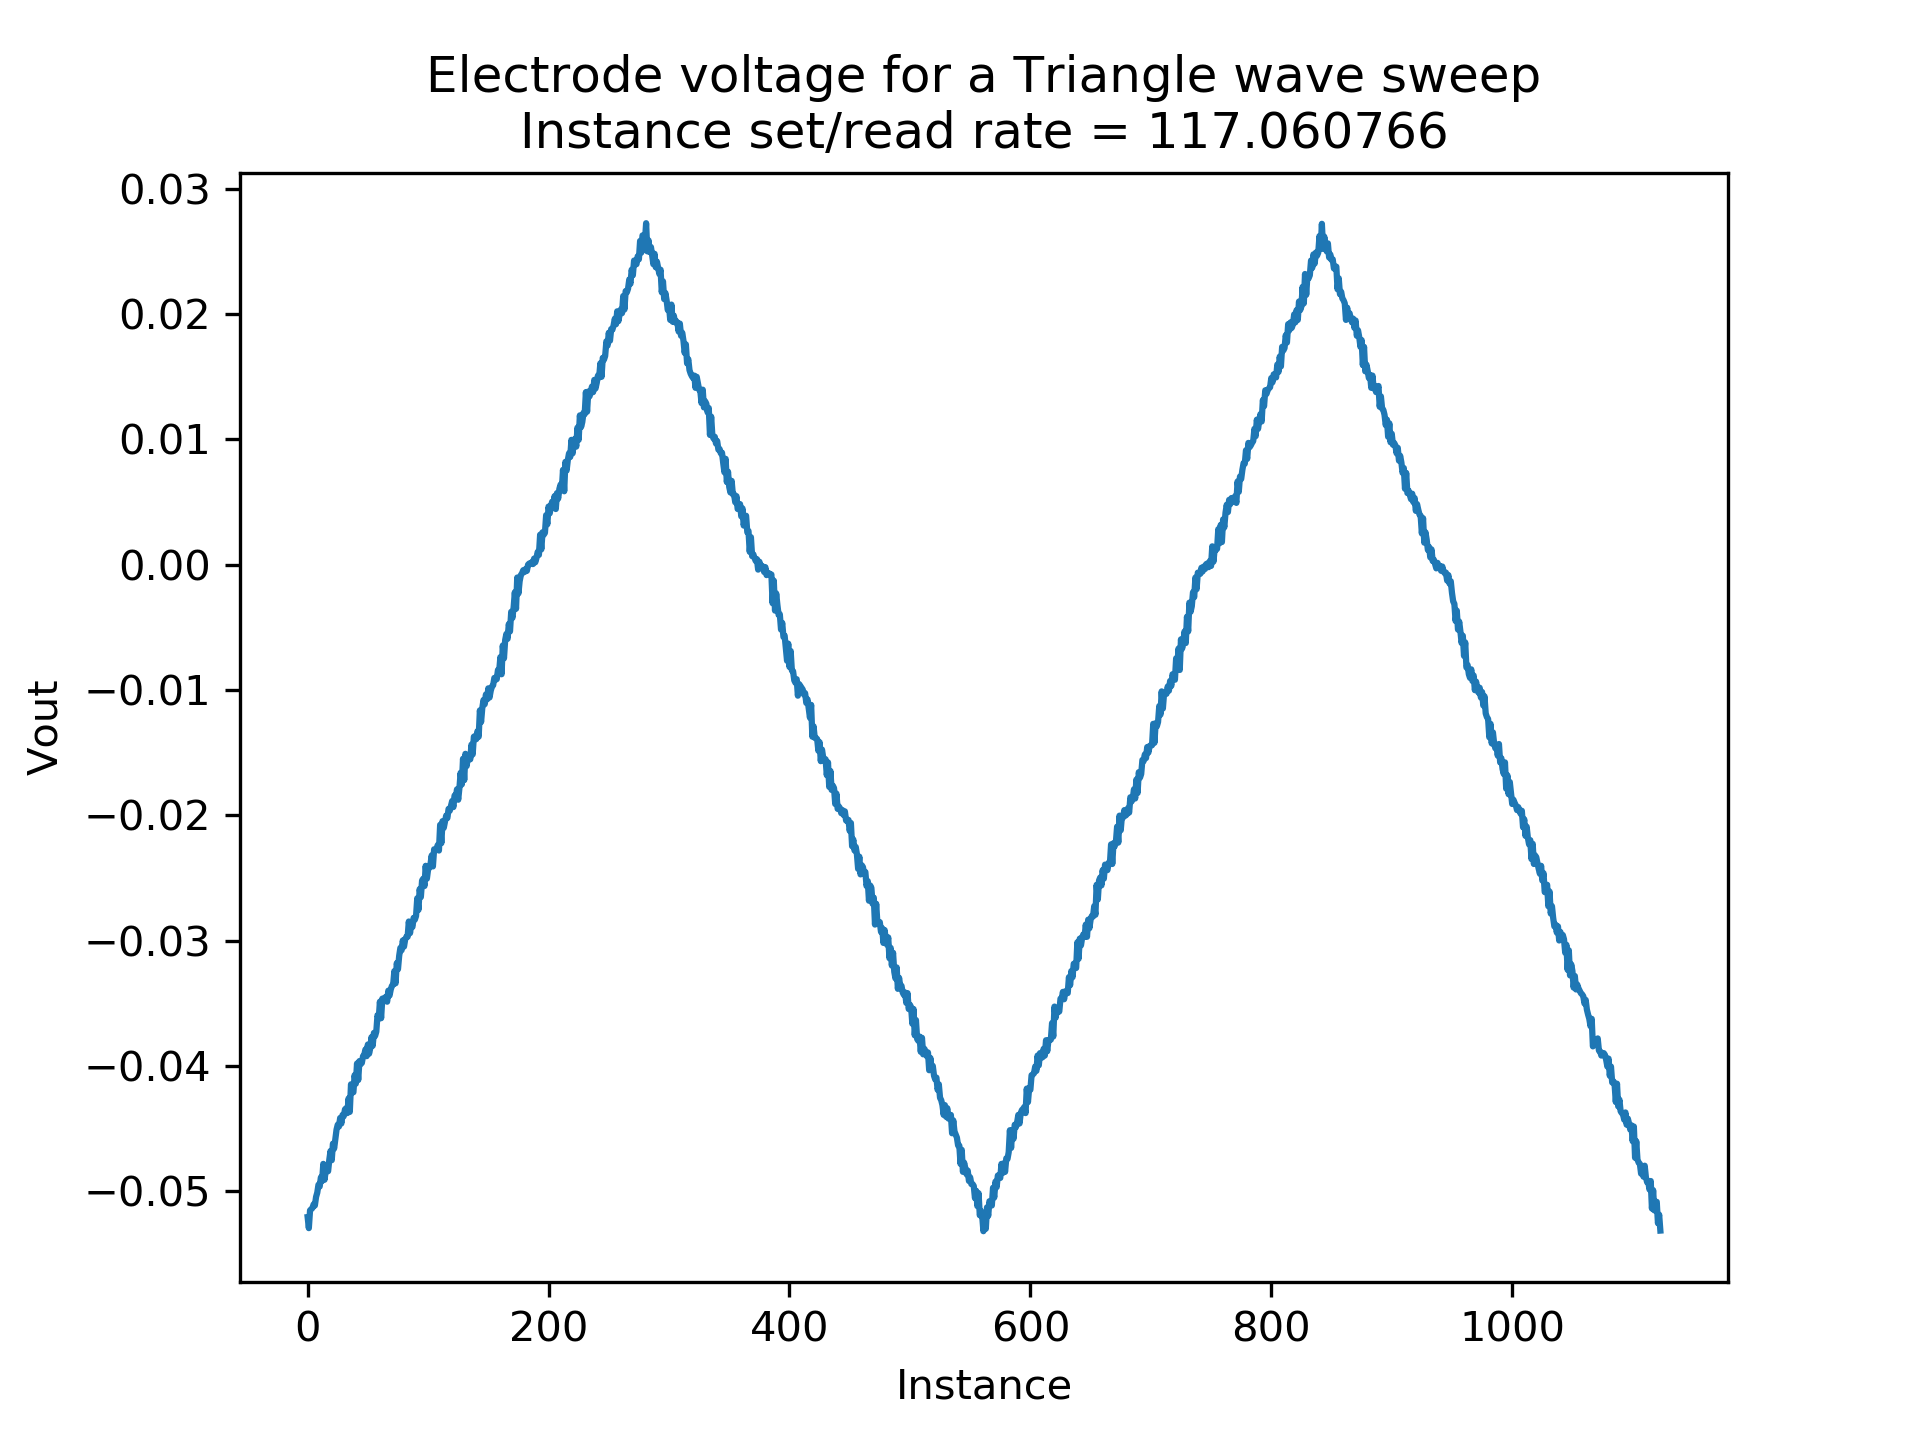 Electrode voltage for a Triangle wave sweep
Instance set/read rate = 117.060766
0.03
0.02
0.01
0.00
−0.01
−0.02
−0.03
−0.04
−0.05
Vout
0 200 400 600 800 1000
Instance